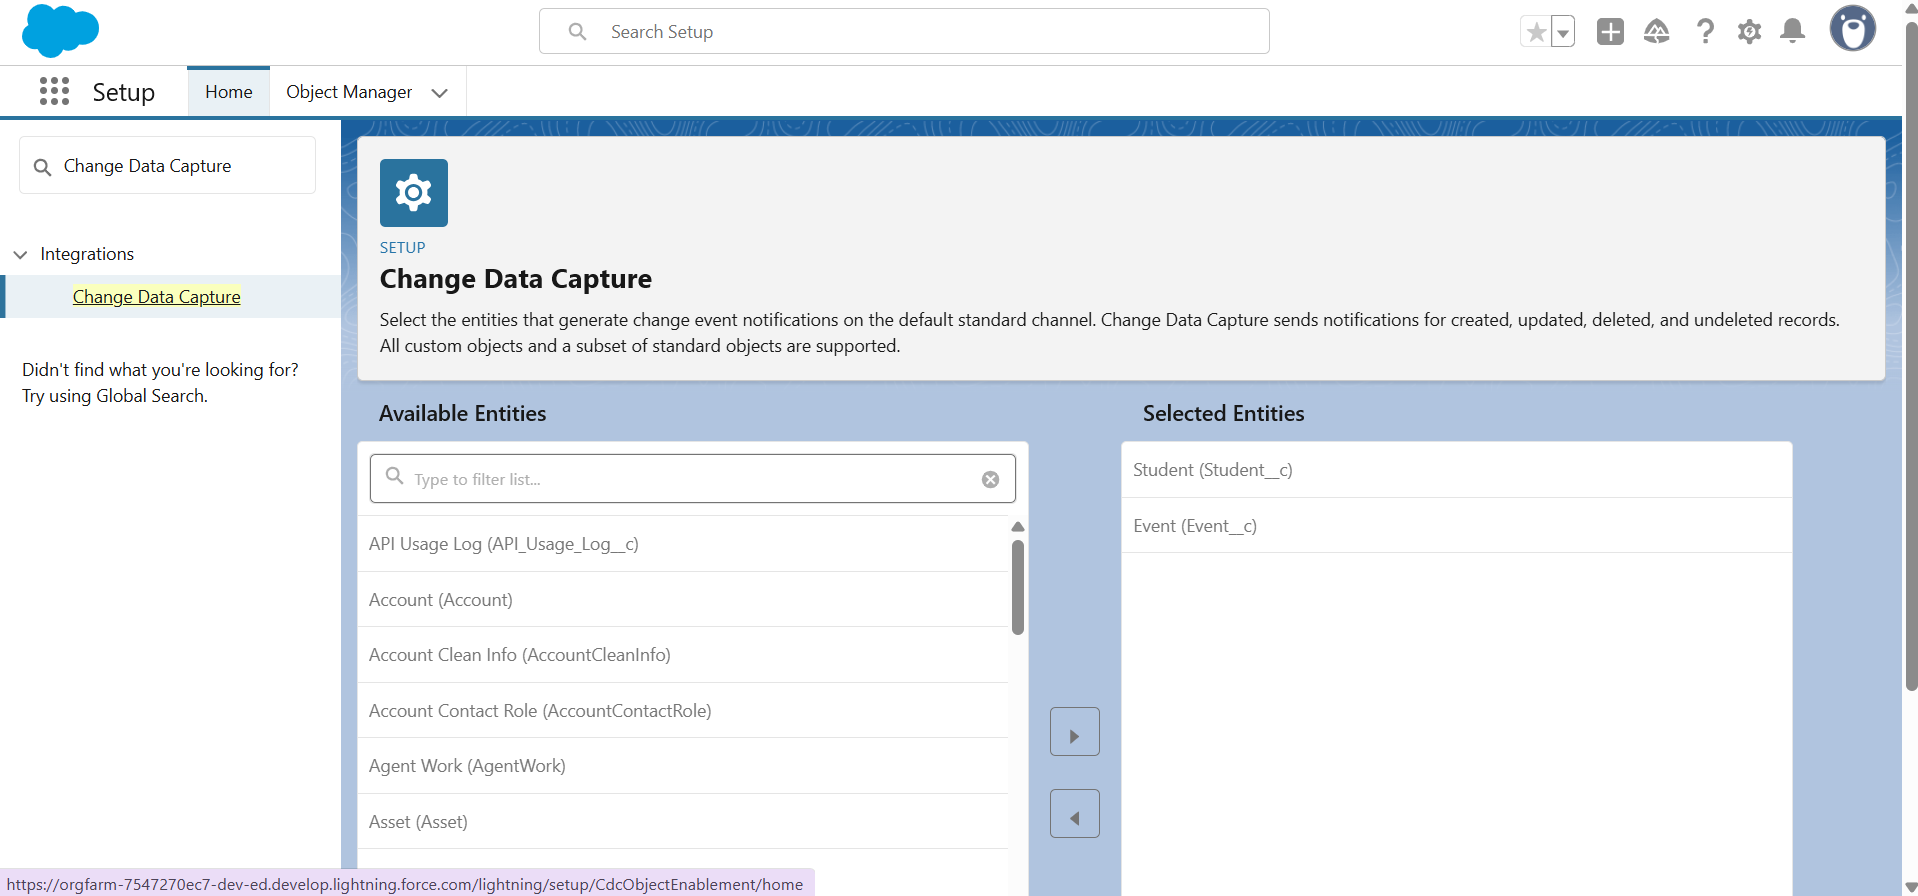 Search Setup
Setup
Home
Object Manager
Change Data Capture
Integrations
Change Data Capture
Didn't find what you're looking for?
Try using Global Search.
SETUP
Change Data Capture
Select the entities that generate change event notifications on the default standard channel. Change Data Capture sends notifications for created, updated, deleted, and undeleted records.
All custom objects and a subset of standard objects are supported.
Available Entities
Type to filter list...
API Usage Log (API_Usage_Log__c)
Account (Account)
Account Clean Info (AccountCleanInfo)
Account Contact Role (AccountContactRole)
Agent Work (AgentWork)
Asset (Asset)
Selected Entities
Student (Student__c)
Event (Event__c)
https://orgfarm-7547270ec7-dev-ed.develop.lightning.force.com/lightning/setup/CdcObjectEnablement/home